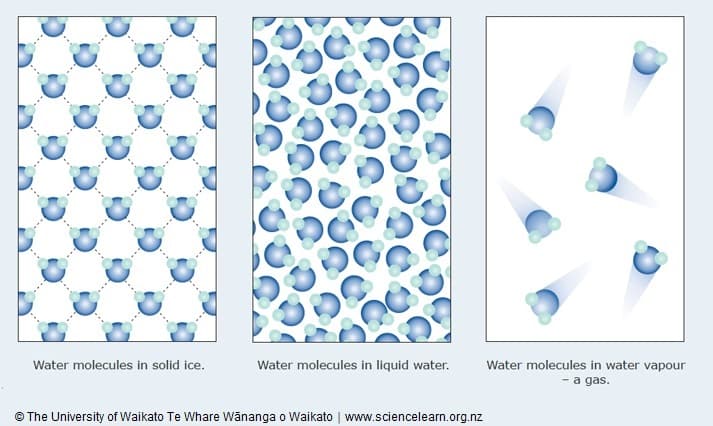 Water molecules in solid ice.
Water molecules in liquid water.
Water molecules in water vapour
– a gas.
© The University of Waikato Te Whare Wānanga o Waikato | www.sciencelearn.org.nz